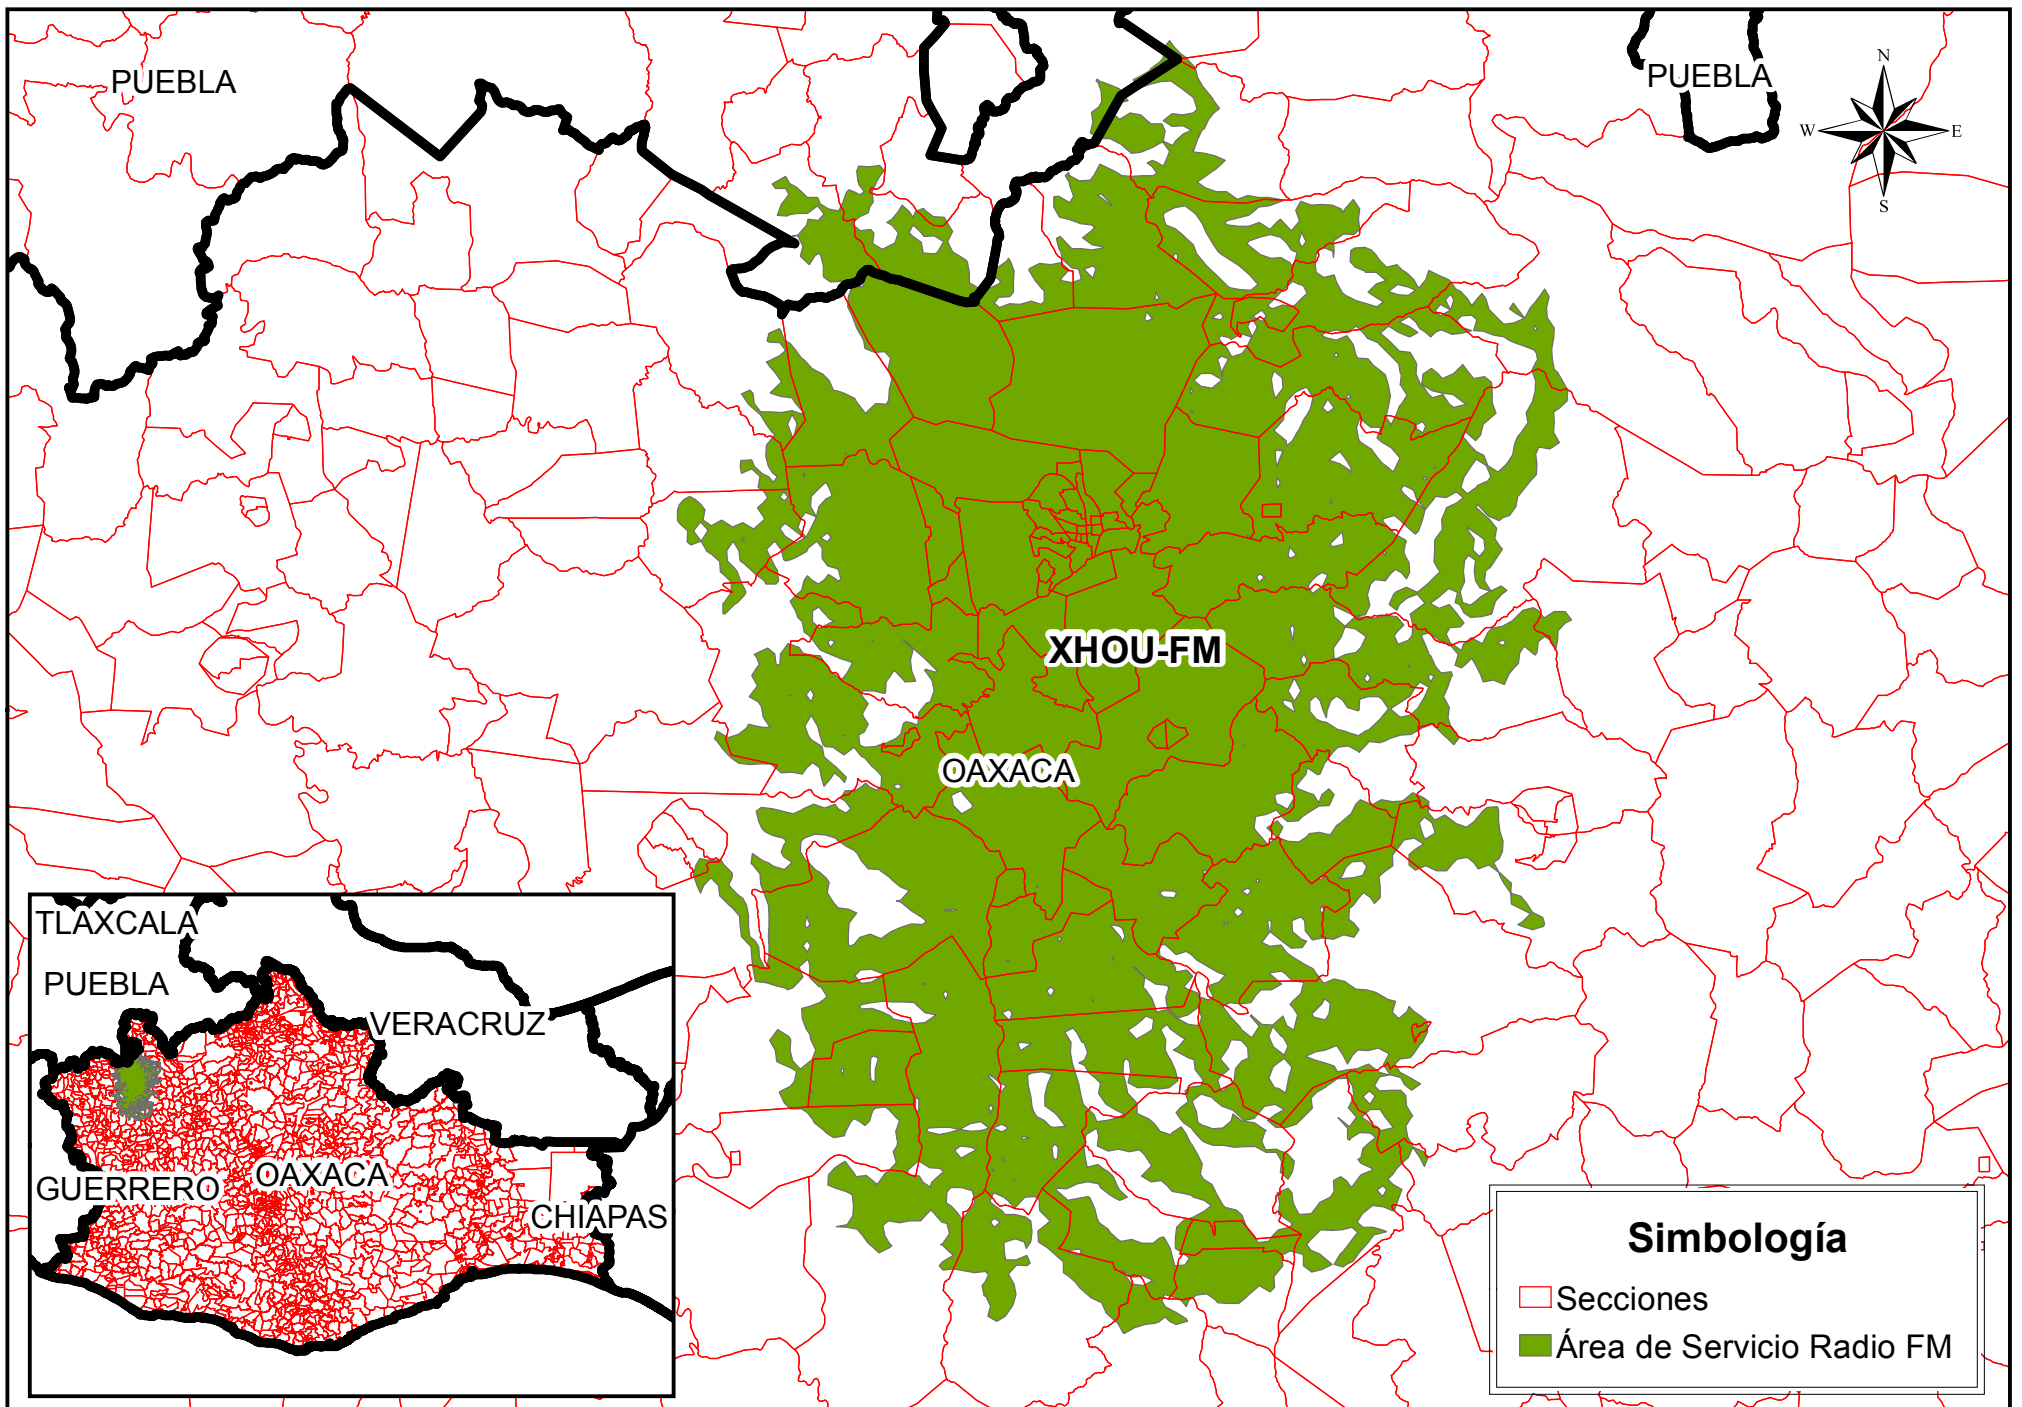 PUEBLA
PUEBLA
N
W
E
S
XHOU-FM
OAXACA
TLAXCALA
PUEBLA
VERACRUZ
GUERRERO
OAXACA
CHIAPAS
Simbología
Secciones
Área de Servicio Radio FM